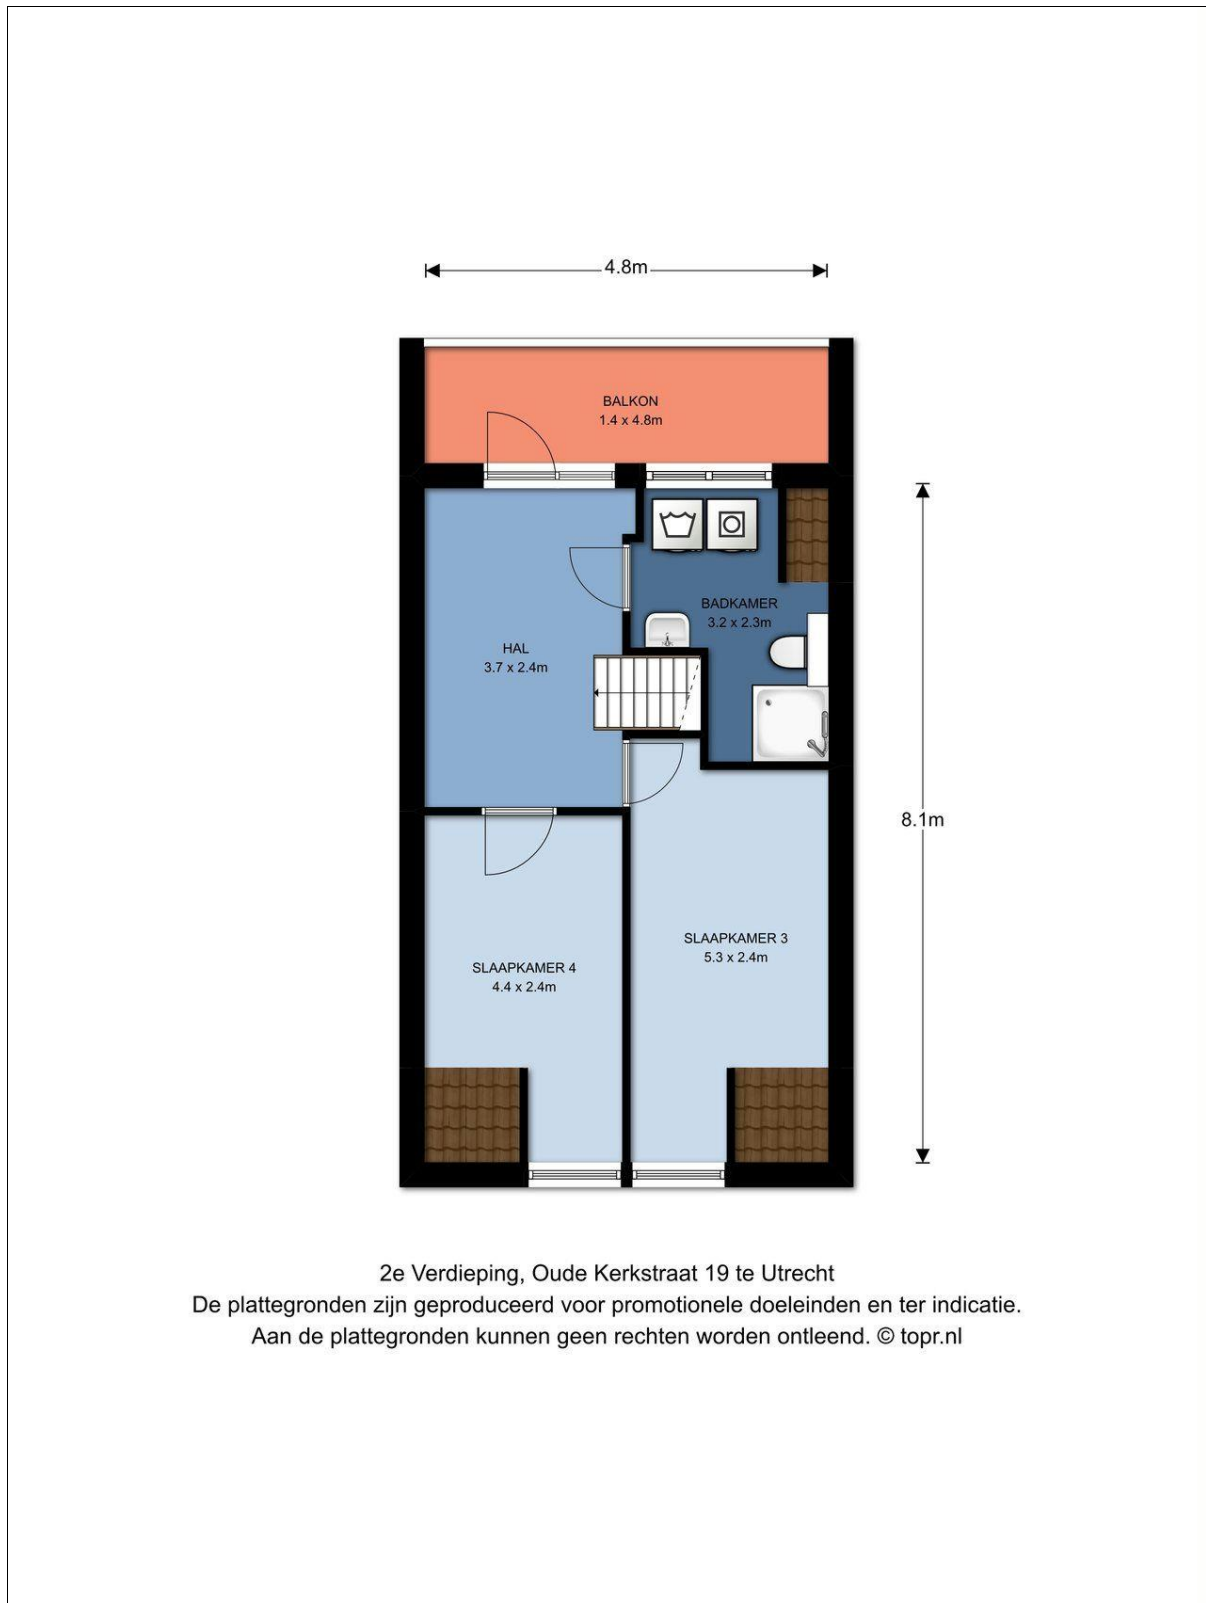 4.8m
BALKON
1.4 x 4.8m
BADKAMER
3.2 x 2.3m
HAL
3.7 x 2.4m
8.1m
SLAAPKAMER 3
5.3 x 2.4m
SLAAPKAMER 4
4.4 x 2.4m
2e Verdieping, Oude Kerkstraat 19 te Utrecht
De plattegronden zijn geproduceerd voor promotionele doeleinden en ter indicatie.
Aan de plattegronden kunnen geen rechten worden ontleend. © topr.nl